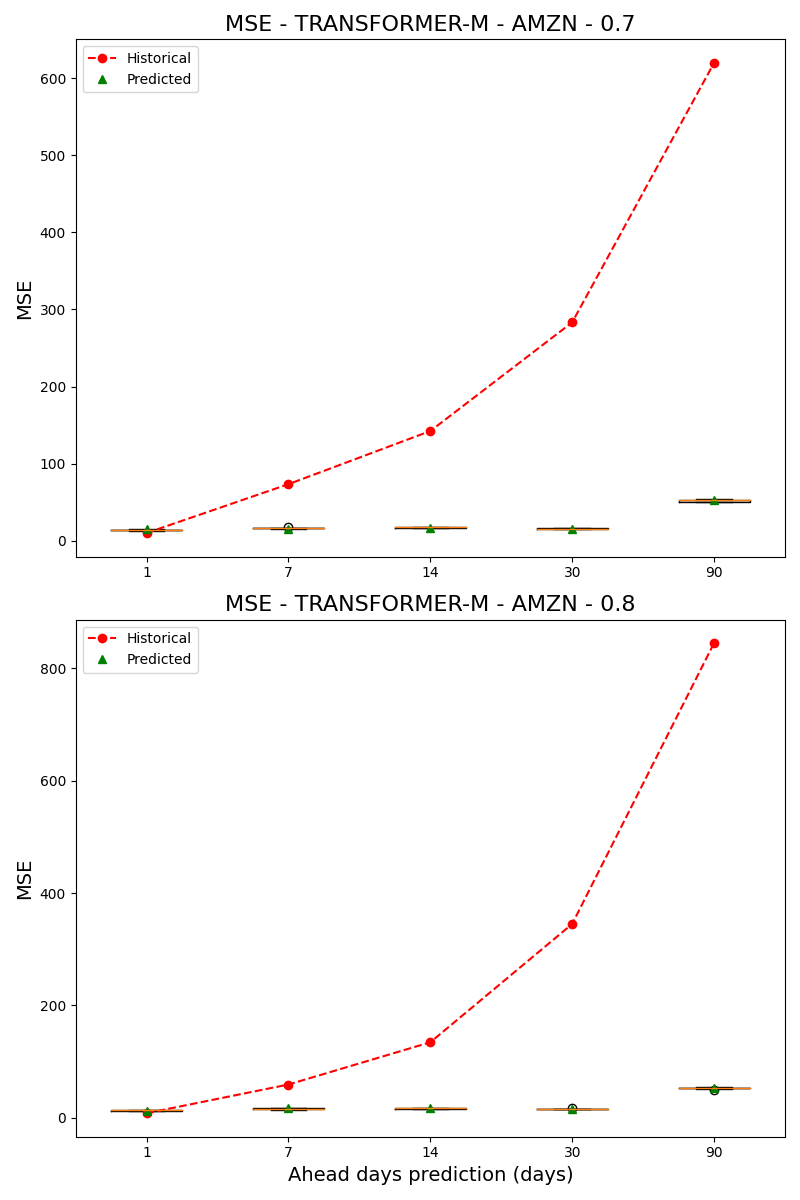 MSE - TRANSFORMER-M - AMZN - 0.7
Historical
Predicted
MSE
600
500
400
300
200
100
0
1 7 14 30 90
MSE - TRANSFORMER-M - AMZN - 0.8
Historical
Predicted
MSE
800
600
400
200
0
1 7 14 30 90
Ahead days prediction (days)